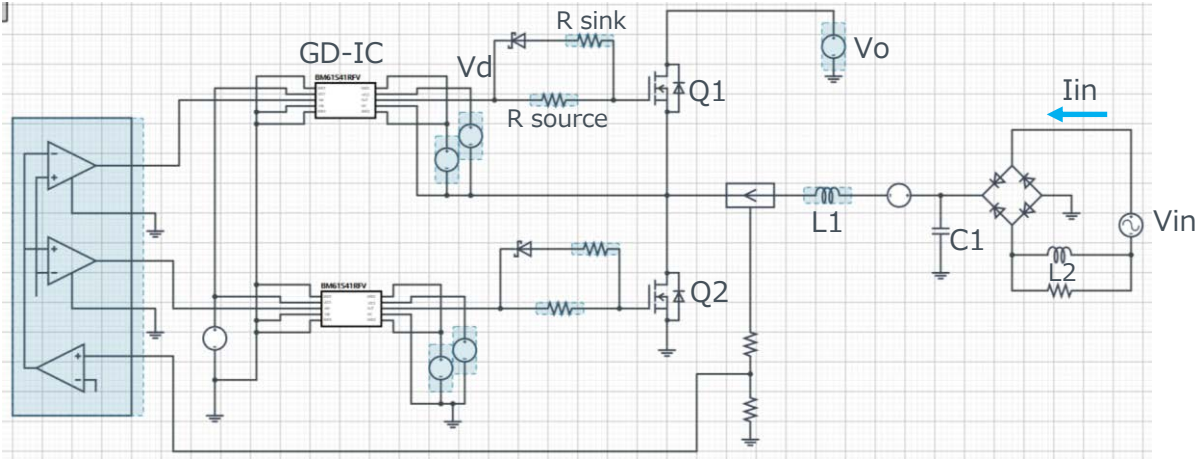 R sink
GD-IC
Vd
Vo
BM61S41RFV
Q1
R source
Iin
L1
C1
Vin
L2
BM61S41RFV
Q2